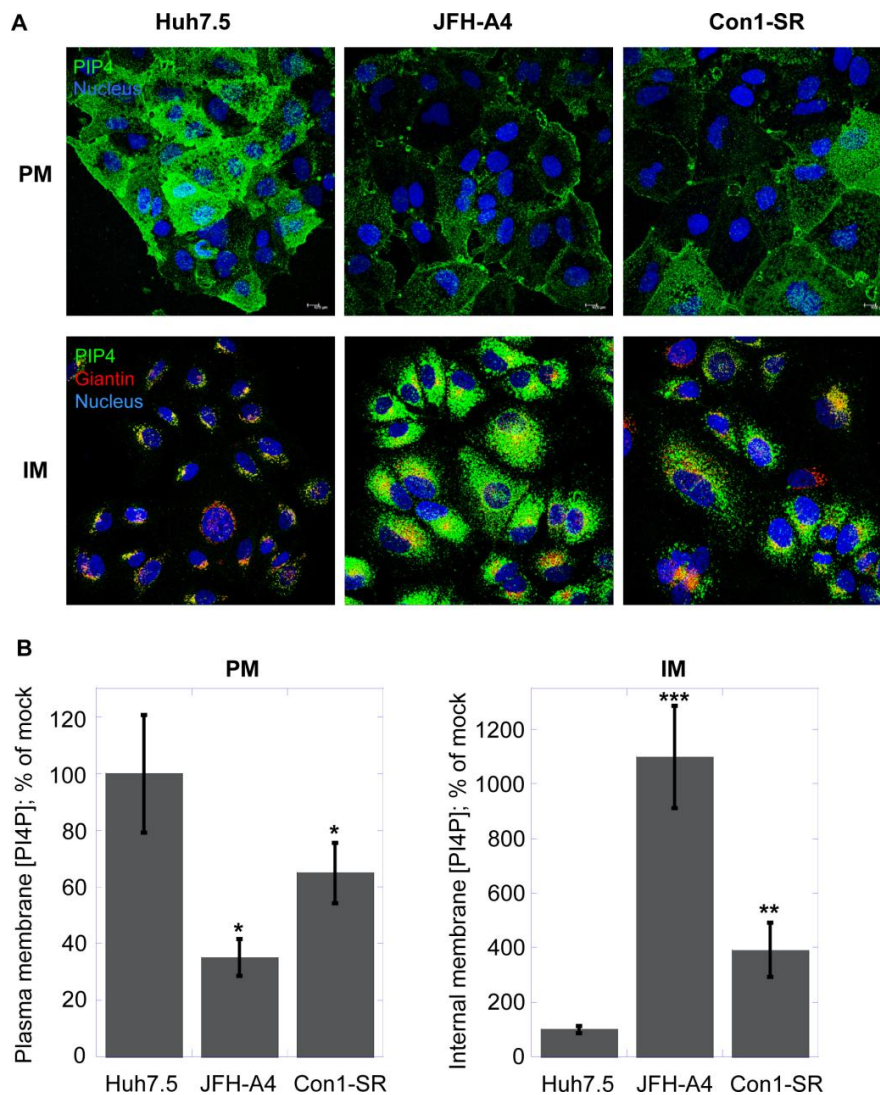 A
Huh7.5 JFH-A4 Con1-SR
PM
PIP4
Nucleus
IM
PIP4
Giantin
Nucleus
B
PM
Plasma membrane [PI4P]; % of mock
120
100
80
60
40
20
0
*
*
Huh7.5 JFH-A4 Con1-SR
IM
Internal membrane [PI4P]; % of mock
1200
1000
800
600
400
200
0
***
**
Huh7.5 JFH-A4 Con1-SR